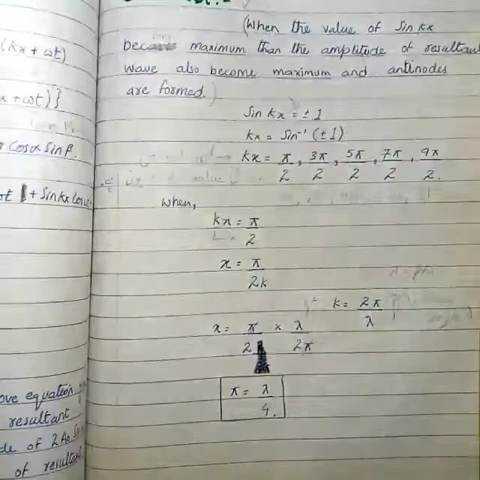 (When the value of Sin kx
(kx + ωt)
maximum than the amplitude of resultant
wave also become maximum and antinodes
x + ωt)}
are formed.)
Sin kx = ± 1
kx = Sin⁻¹ (± 1)
Cosα Sinβ.
kx = π/2, 3π/2, 5π/2, 7π/2, 9π/2.
+ Sinkx
when,
kx = π/2
x = π/2k
k = 2π/λ
x = π/2 × λ/2π
x = λ/4.
ove equation
resultant
de of 2A₀
of resultant